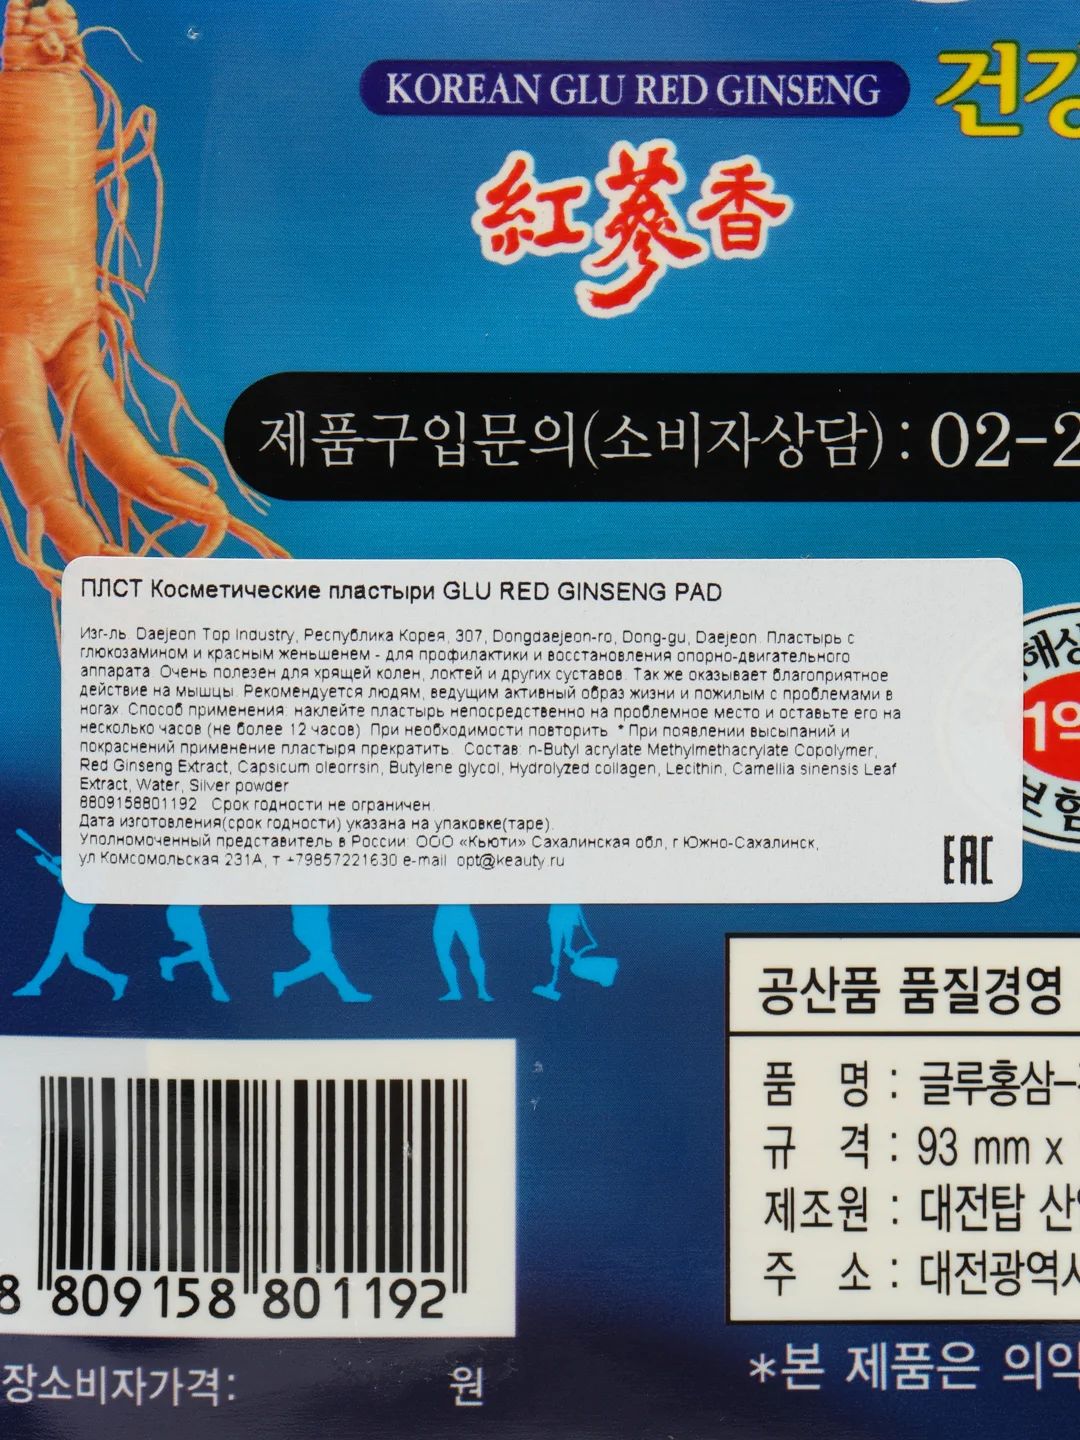 KOREAN GLU RED GINSENG
건강
紅蔘香
제품구입문의(소비자상담) : 02-2
ПЛСТ Косметические пластыри GLU RED GINSENG PAD
Изг-ль. Daejeon Top Industry, Республика Корея, 307, Dongdaejeon-ro, Dong-gu, Daejeon. Пластырь с
глюкозамином и красным женьшенем - для профилактики и восстановления опорно-двигательного
аппарата. Очень полезен для хрящей колен, локтей и других суставов. Так же оказывает благоприятное
действие на мышцы. Рекомендуется людям, ведущим активный образ жизни и пожилым с проблемами в
ногах. Способ применения: наклейте пластырь непосредственно на проблемное место и оставьте его на
несколько часов (не более 12 часов). При необходимости повторить. * При появлении высыпаний и
покраснений применение пластыря прекратить. Состав: n-Butyl acrylate Methylmethacrylate Copolymer,
Red Ginseng Extract, Capsicum oleorrsin, Butylene glycol, Hydrolyzed collagen, Lecithin, Camellia sinensis Leaf
Extract, Water, Silver powder
8809158801192 Срок годности не ограничен.
Дата изготовления(срок годности) указана на упаковке(таре).
Уполномоченный представитель в России: ООО «Кьюти» Сахалинская обл, г Южно-Сахалинск,
ул Комсомольская 231А, т +79857221630 e-mail opt@keauty.ru
EAC
해상
1억
보험
공산품 품질경영
품 명 : 글루홍삼-
규 격 : 93 mm x
제조원 : 대전탑 산
주 소 : 대전광역시
8 809158 801192
장소비자가격: 원
*본 제품은 의약